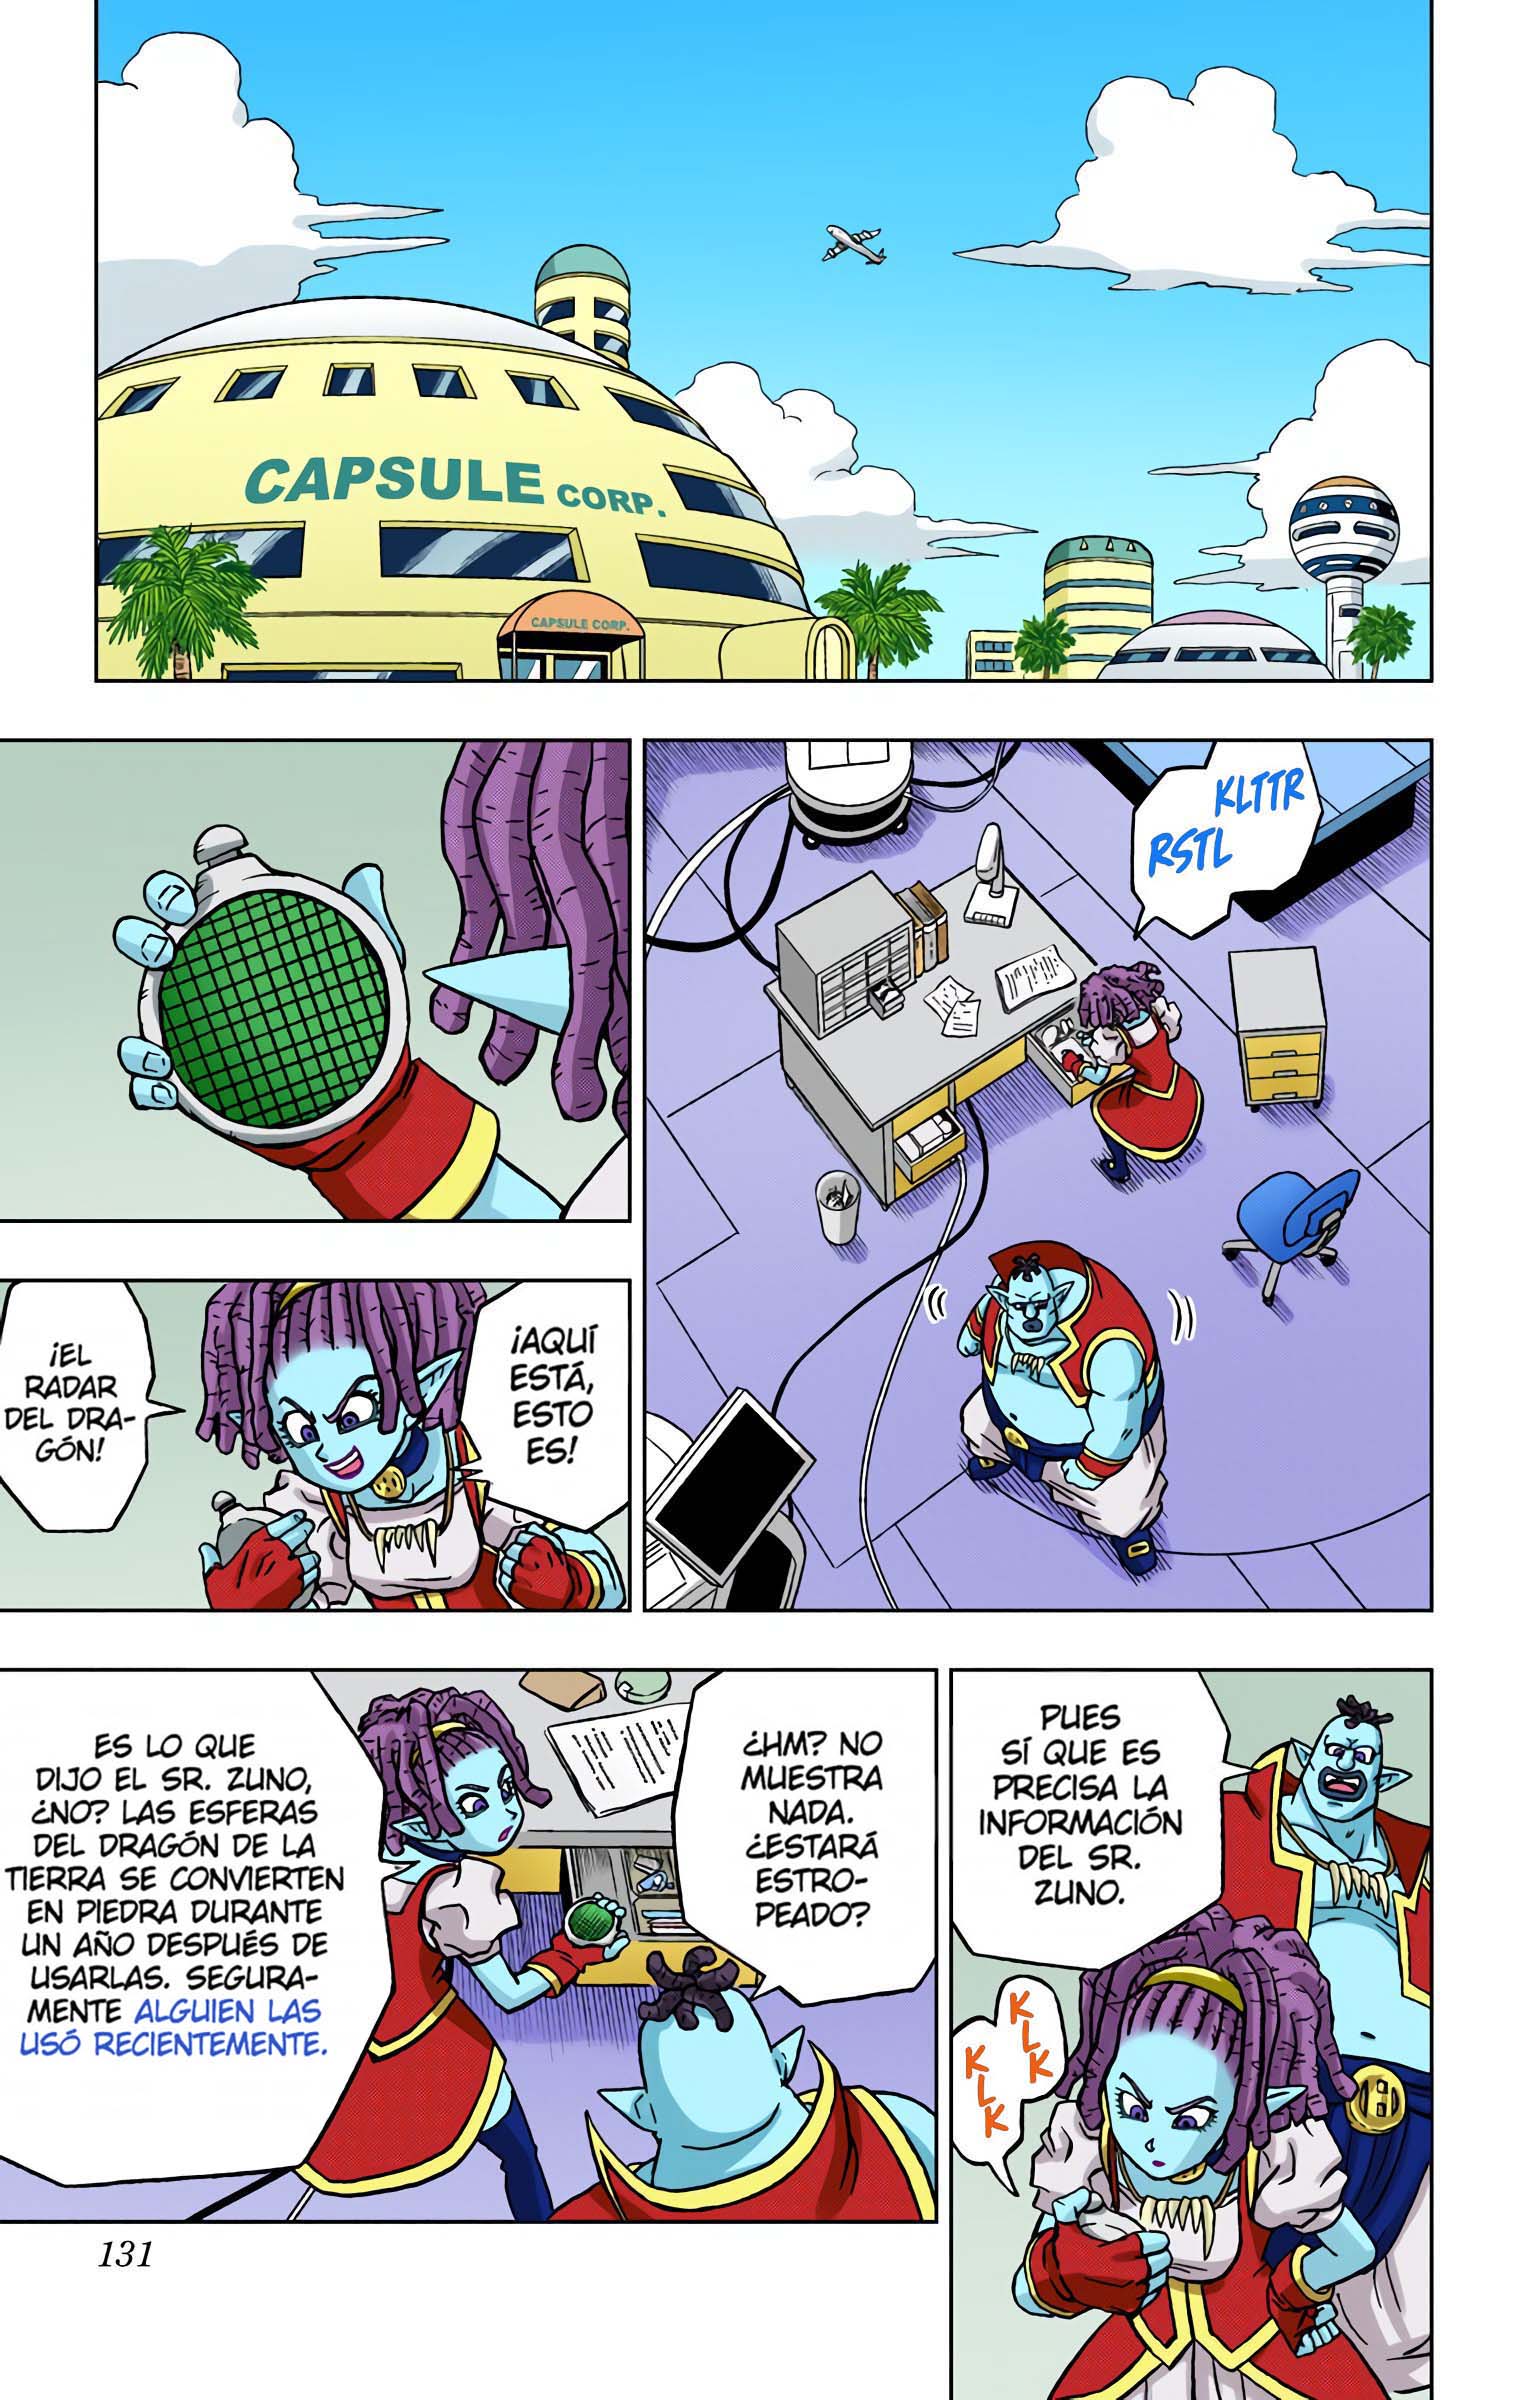 CAPSULE CORP.
CAPSULE CORP.
KLTTR
RSTL
¡AQUÍ
ESTÁ,
ESTO
ES!
¡EL
RADAR
DEL DRA-
GÓN!
PUES
SÍ QUE ES
PRECISA LA
INFORMACIÓN
DEL SR.
ZUNO.
KLK
KLK
¿HM? NO
MUESTRA
NADA.
¿ESTARÁ
ESTRO-
PEADO?
ES LO QUE
DIJO EL SR. ZUNO,
¿NO? LAS ESFERAS
DEL DRAGÓN DE LA
TIERRA SE CONVIERTEN
EN PIEDRA DURANTE
UN AÑO DESPUÉS DE
USARLAS. SEGURA-
MENTE ALGUIEN LAS
USÓ RECIENTEMENTE.
131